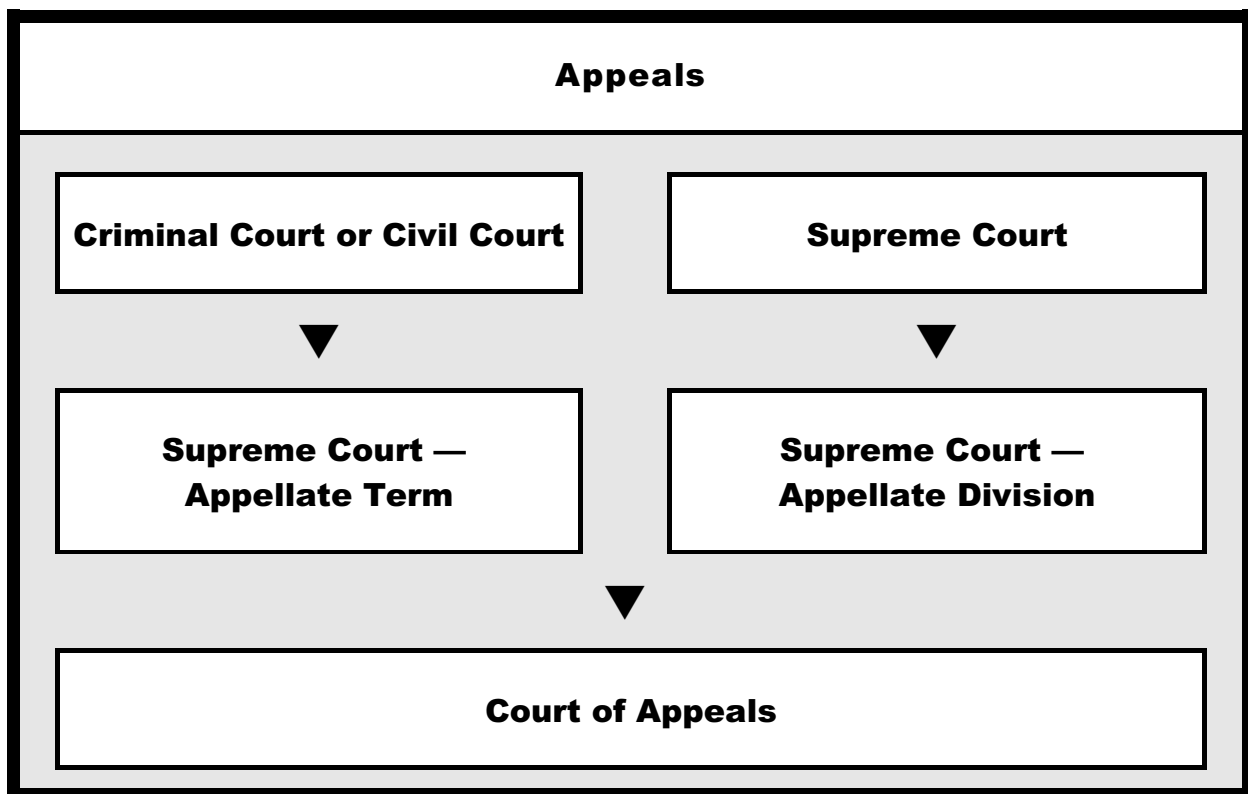 Appeals
Criminal Court or Civil Court
Supreme Court
Supreme Court —
Appellate Term
Supreme Court —
Appellate Division
Court of Appeals